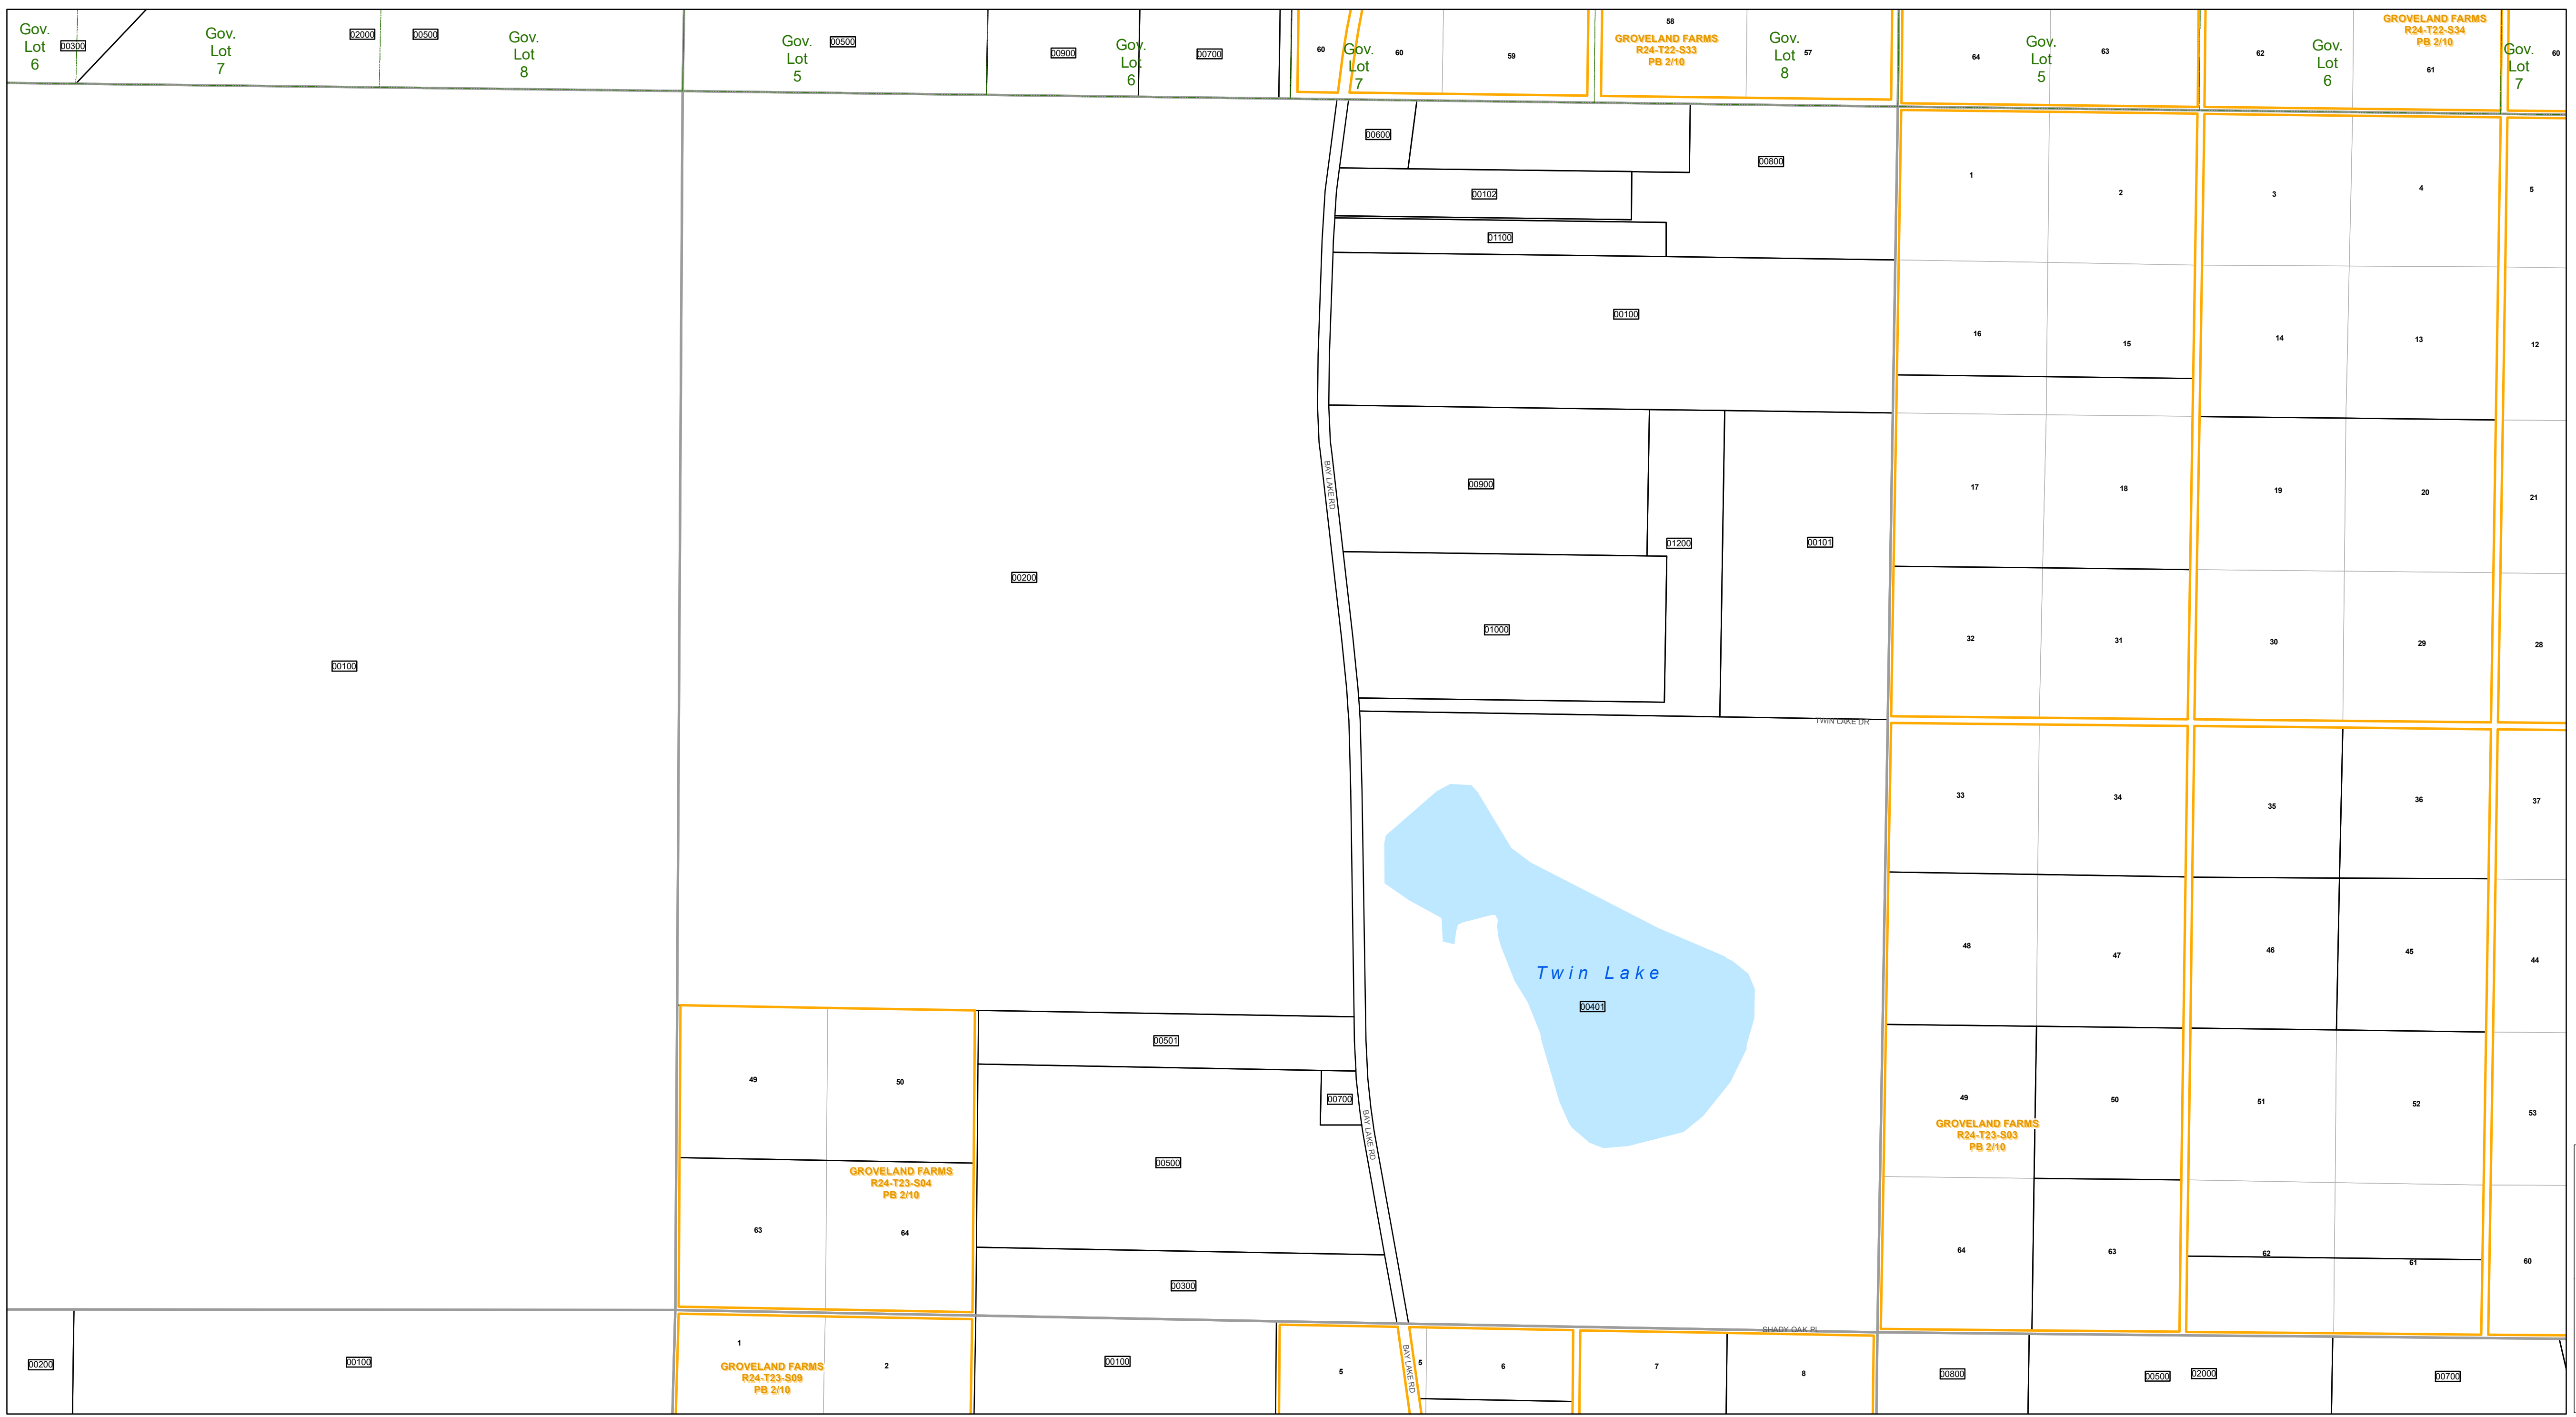 Gov.
Lot
6
00300
Gov.
Lot
7
02000
00500
Gov.
Lot
8
Gov.
Lot
5
00500
00900
Gov.
Lot
6
00700
60
Gov.
Lot
7
60
59
58
GROVELAND FARMS
R24-T22-S33
PB 2/10
Gov.
Lot
8
57
64
Gov.
Lot
5
63
62
Gov.
Lot
6
GROVELAND FARMS
R24-T22-S34
PB 2/10
61
Gov.
Lot
7
60
00600
00800
00102
01100
00100
1
2
3
4
5
16
15
14
13
12
BAY LAKE RD
00900
01200
00101
17
18
19
20
21
00200
00100
01000
32
31
30
29
28
TWIN LAKE DR
33
34
35
36
37
48
47
46
45
44
Twin Lake
00401
00501
49
50
00700
BAY LAKE RD
00500
GROVELAND FARMS
R24-T23-S04
PB 2/10
63
64
00300
49
50
51
52
53
GROVELAND FARMS
R24-T23-S03
PB 2/10
64
63
62
61
60
SHADY OAK PL
00200
00100
1
2
GROVELAND FARMS
R24-T23-S09
PB 2/10
00100
5
BAY LAKE RD
5
6
7
8
00800
00500
02000
00700